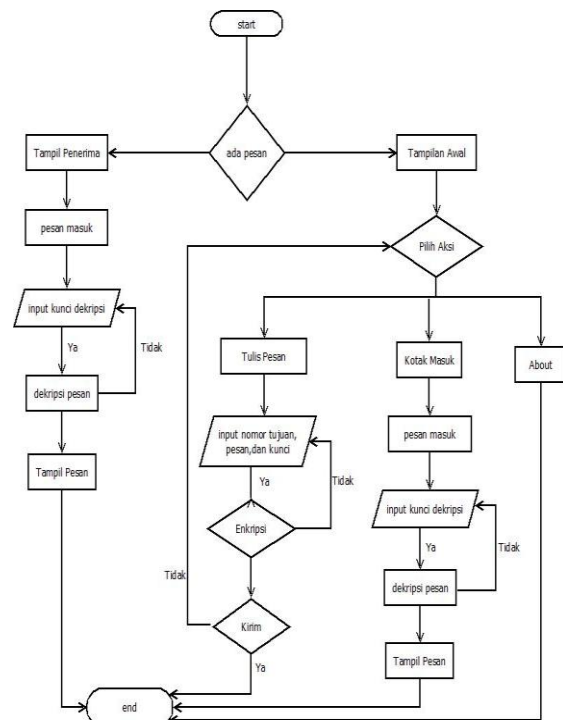 start
ada pesan
Tampil Penerima
Tampilan Awal
pesan masuk
Pilih Aksi
input kunci dekripsi
Ya
Tidak
dekripsi pesan
Tampil Pesan
Tulis Pesan
Kotak Masuk
About
input nomor tujuan,
pesan,dan kunci
Ya
Tidak
Enkripsi
Tidak
Kirim
Ya
pesan masuk
input kunci dekripsi
Ya
Tidak
dekripsi pesan
Tampil Pesan
end